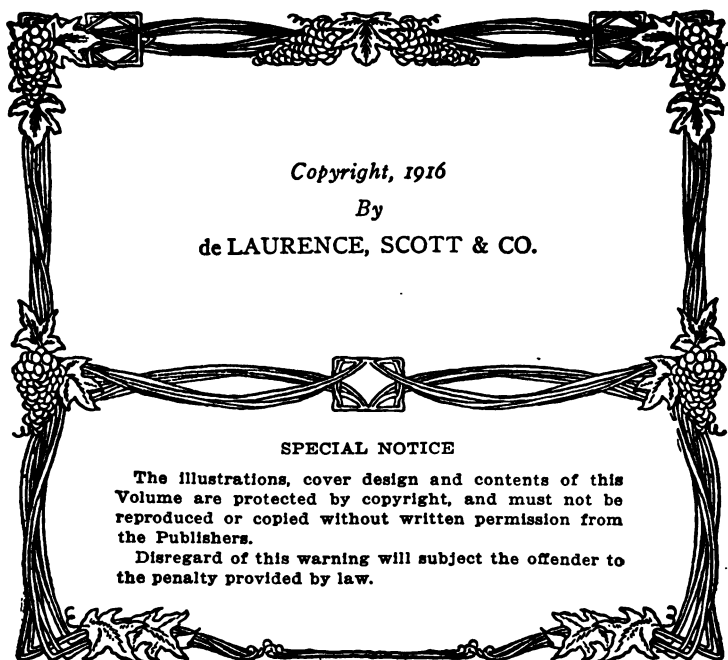 Copyright, 1916
By
de LAURENCE, SCOTT & CO.
SPECIAL NOTICE
The illustrations, cover design and contents of this
Volume are protected by copyright, and must not be
reproduced or copied without written permission from
the Publishers.
Disregard of this warning will subject the offender to
the penalty provided by law.